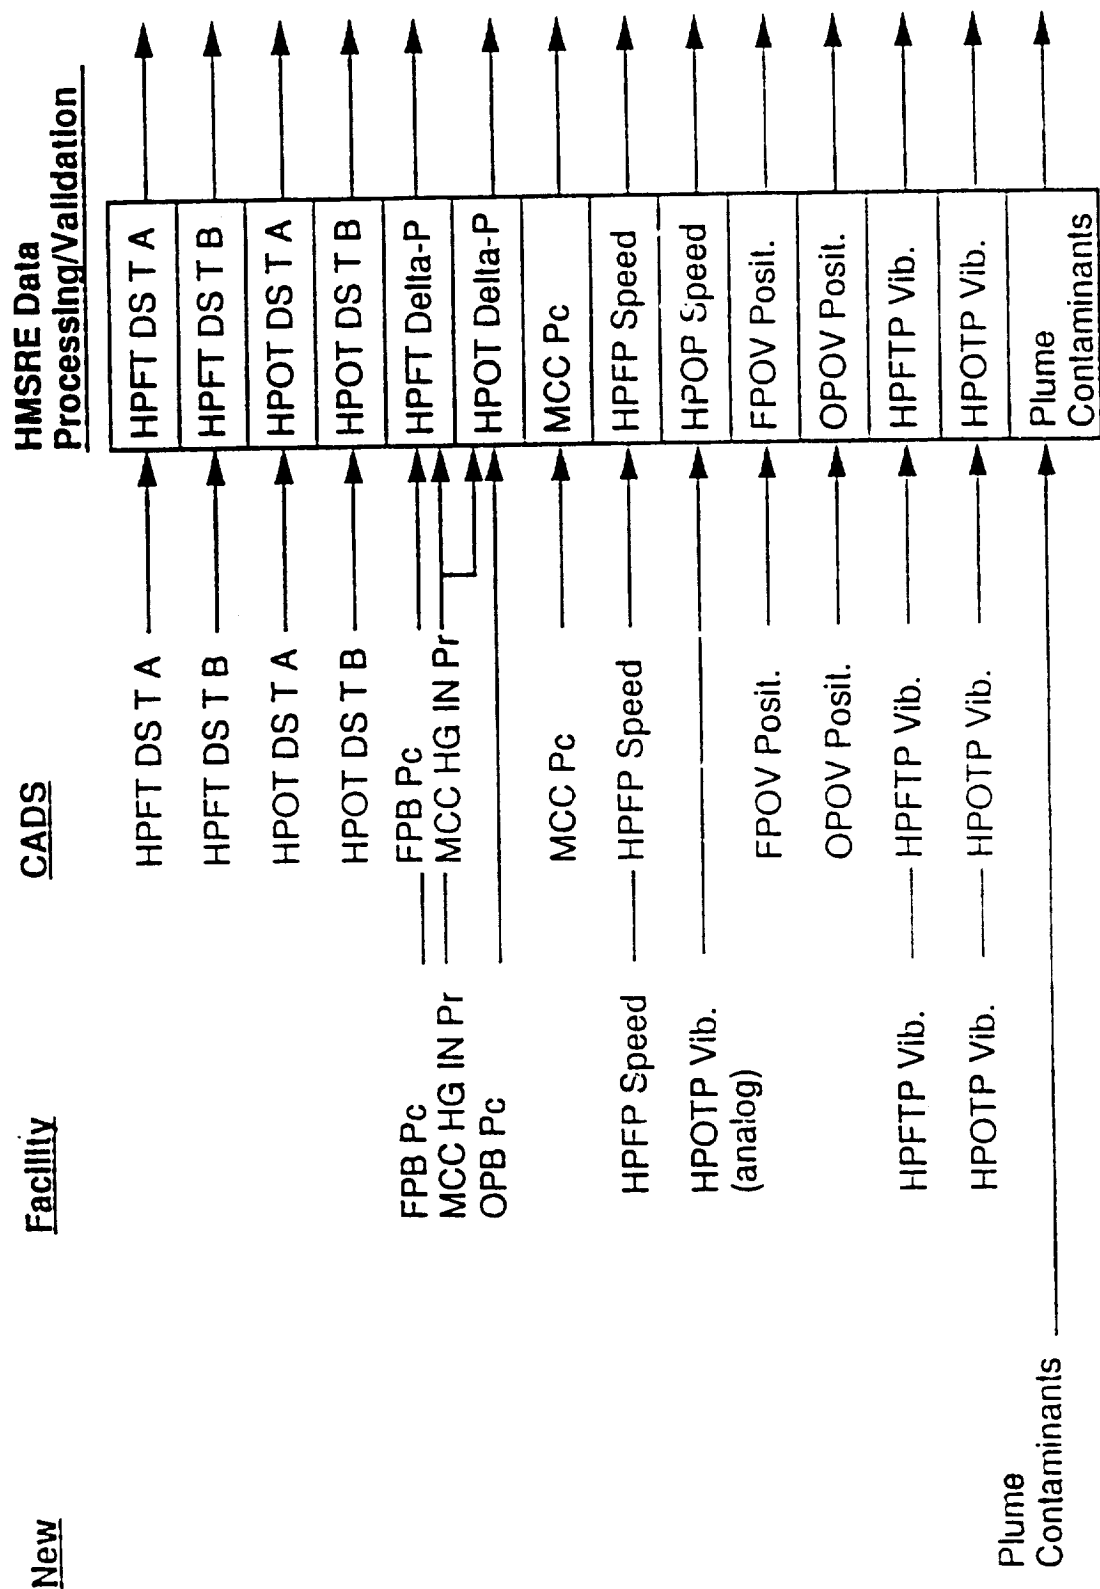 New
Facility
CADS
HMSRE Data
Processing/Validation
HPFT DS T A
HPFT DS T A
HPFT DS T B
HPFT DS T B
HPOT DS T A
HPOT DS T A
HPOT DS T B
HPOT DS T B
FPB Pc
FPB Pc
HPFT Delta-P
MCC HG IN Pr
MCC HG IN Pr
OPB Pc
HPOT Delta-P
MCC Pc
MCC Pc
HPFP Speed
HPFP Speed
HPFP Speed
HPOTP Vib.
(analog)
HPOP Speed
FPOV Posit.
FPOV Posit.
OPOV Posit.
OPOV Posit.
HPFTP Vib.
HPFTP Vib.
HPFTP Vib.
HPOTP Vib.
HPOTP Vib.
HPOTP Vib.
Plume
Contaminants
Plume
Contaminants